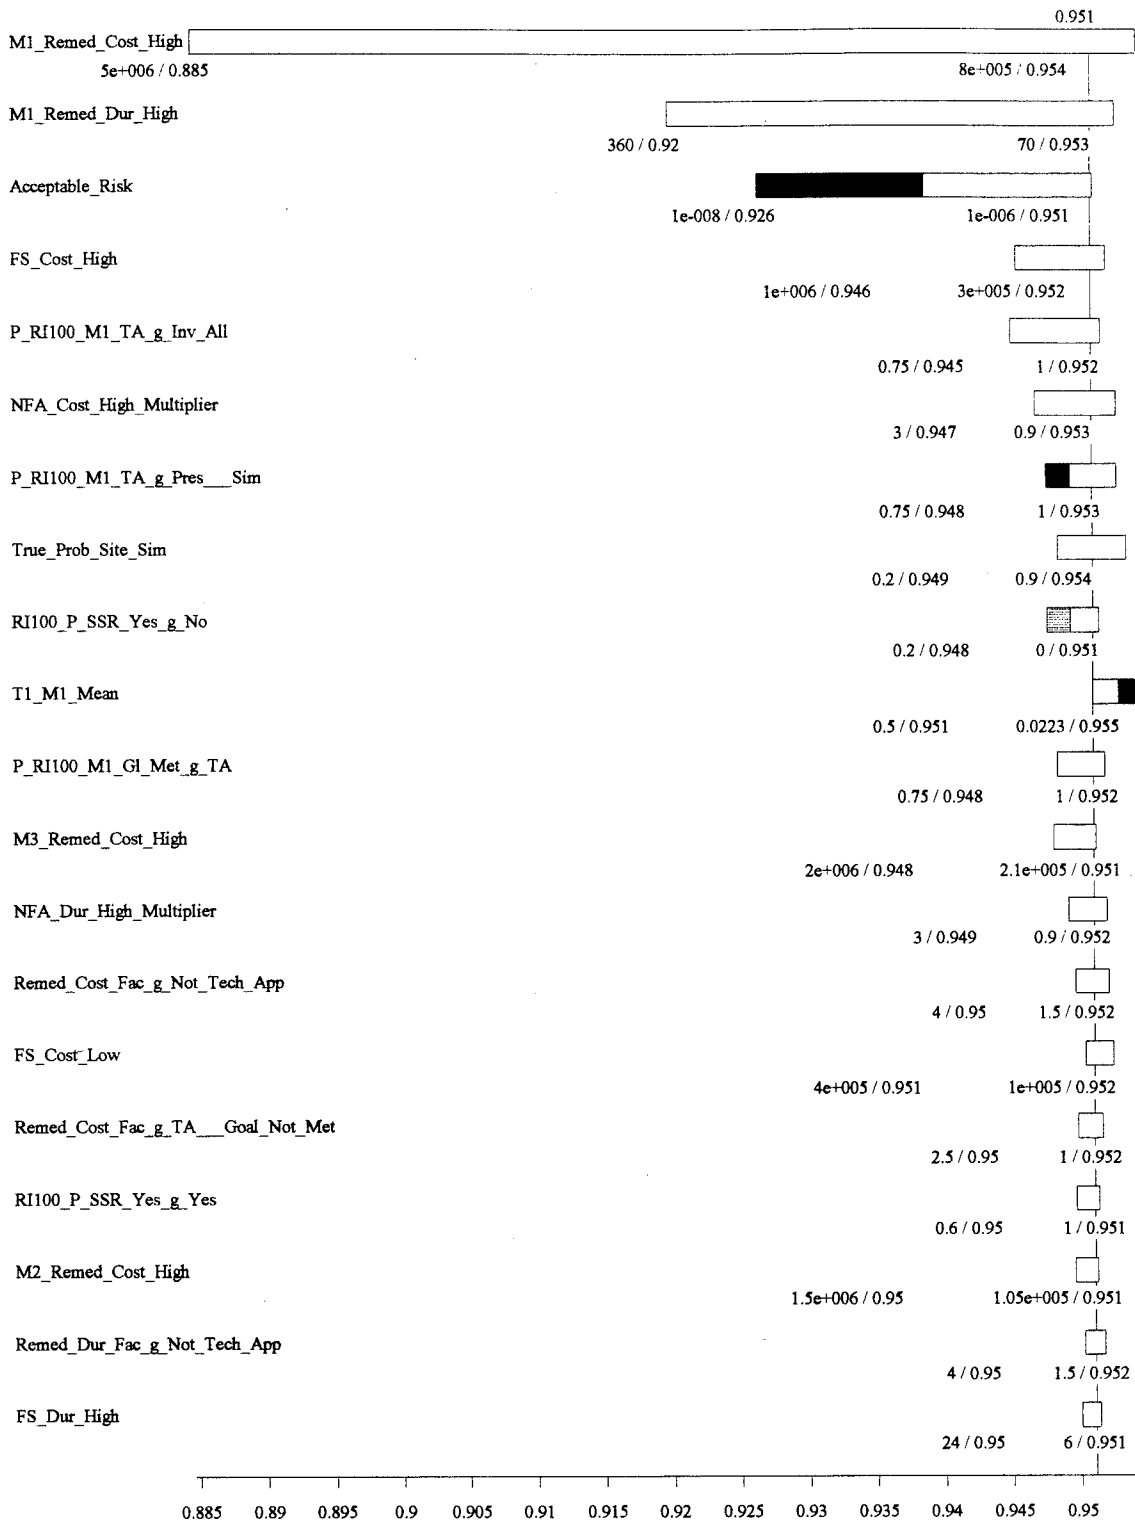 0.951
M1_Remed_Cost_High
5e+006 / 0.885 8e+005 / 0.954
M1_Remed_Dur_High
360 / 0.92 70 / 0.953
Acceptable_Risk
1e-008 / 0.926 1e-006 / 0.951
FS_Cost_High
1e+006 / 0.946 3e+005 / 0.952
P_RI100_M1_TA_g_Inv_All
0.75 / 0.945 1 / 0.952
NFA_Cost_High_Multiplier
3 / 0.947 0.9 / 0.953
P_RI100_M1_TA_g_Pres___Sim
0.75 / 0.948 1 / 0.953
True_Prob_Site_Sim
0.2 / 0.949 0.9 / 0.954
RI100_P_SSR_Yes_g_No
0.2 / 0.948 0 / 0.951
T1_M1_Mean
0.5 / 0.951 0.0223 / 0.955
P_RI100_M1_Gl_Met_g_TA
0.75 / 0.948 1 / 0.952
M3_Remed_Cost_High
2e+006 / 0.948 2.1e+005 / 0.951
NFA_Dur_High_Multiplier
3 / 0.949 0.9 / 0.952
Remed_Cost_Fac_g_Not_Tech_App
4 / 0.95 1.5 / 0.952
FS_Cost_Low
4e+005 / 0.951 1e+005 / 0.952
Remed_Cost_Fac_g_TA___Goal_Not_Met
2.5 / 0.95 1 / 0.952
RI100_P_SSR_Yes_g_Yes
0.6 / 0.95 1 / 0.951
M2_Remed_Cost_High
1.5e+006 / 0.95 1.05e+005 / 0.951
Remed_Dur_Fac_g_Not_Tech_App
4 / 0.95 1.5 / 0.952
FS_Dur_High
24 / 0.95 6 / 0.951
0.885 0.89 0.895 0.9 0.905 0.91 0.915 0.92 0.925 0.93 0.935 0.94 0.945 0.95